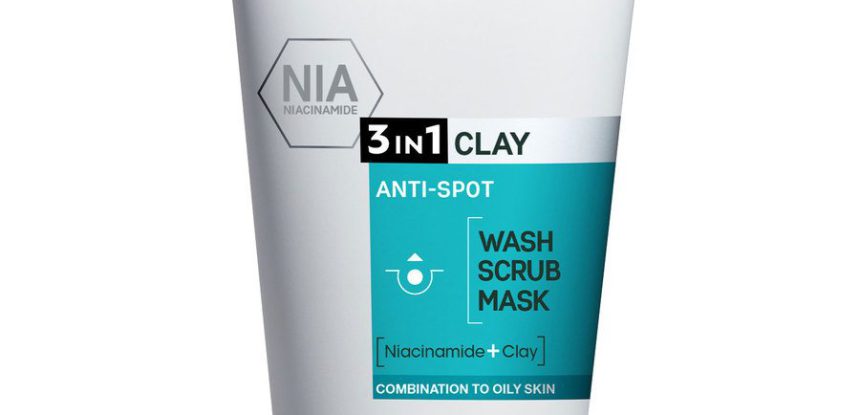 NIA
NIACINAMIDE
3 IN 1 CLAY
ANTI-SPOT
WASH
SCRUB
MASK
[Niacinamide + Clay]
COMBINATION TO OILY SKIN